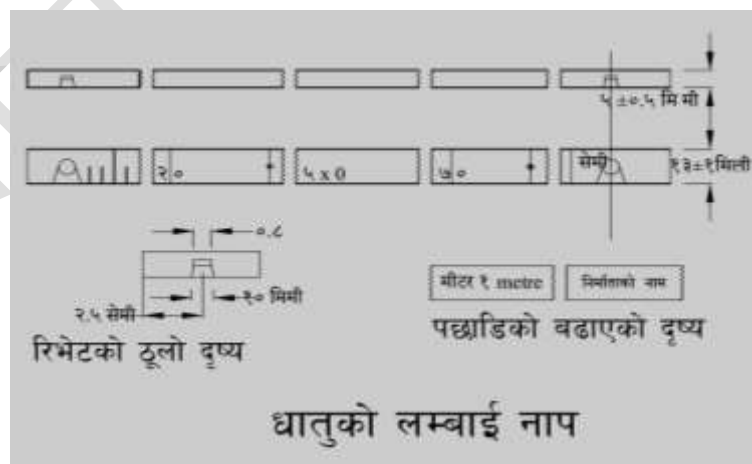 ५ ±०.५ मि मी
२० ५ x 0 ७० सेमी १३±१मिली
०.८
१० मिमी
२.५ सेमी
मीटर १ metre निर्माताको नाम
रिभेटको ठूलो दृष्य
पछाडिको बढाएको दृष्य
धातुको लम्बाई नाप